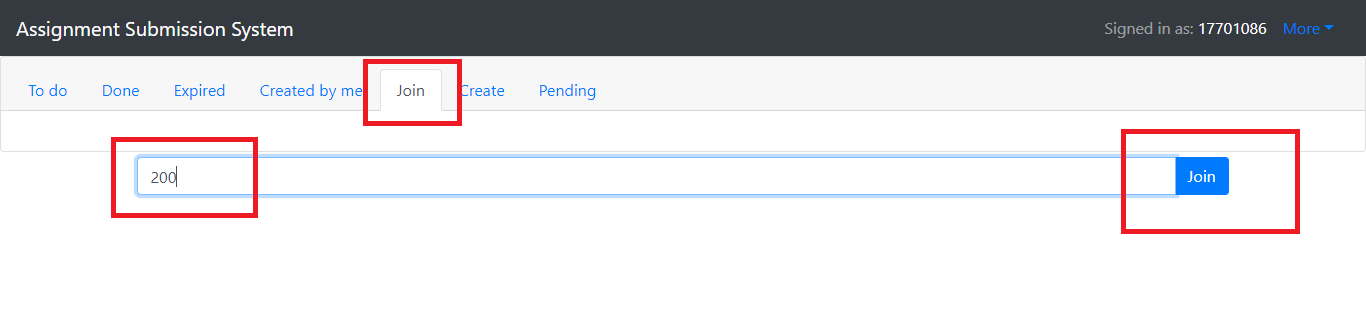 Assignment Submission System Signed in as: 17701086 More
To do Done Expired Created by me Join Create Pending
200 Join